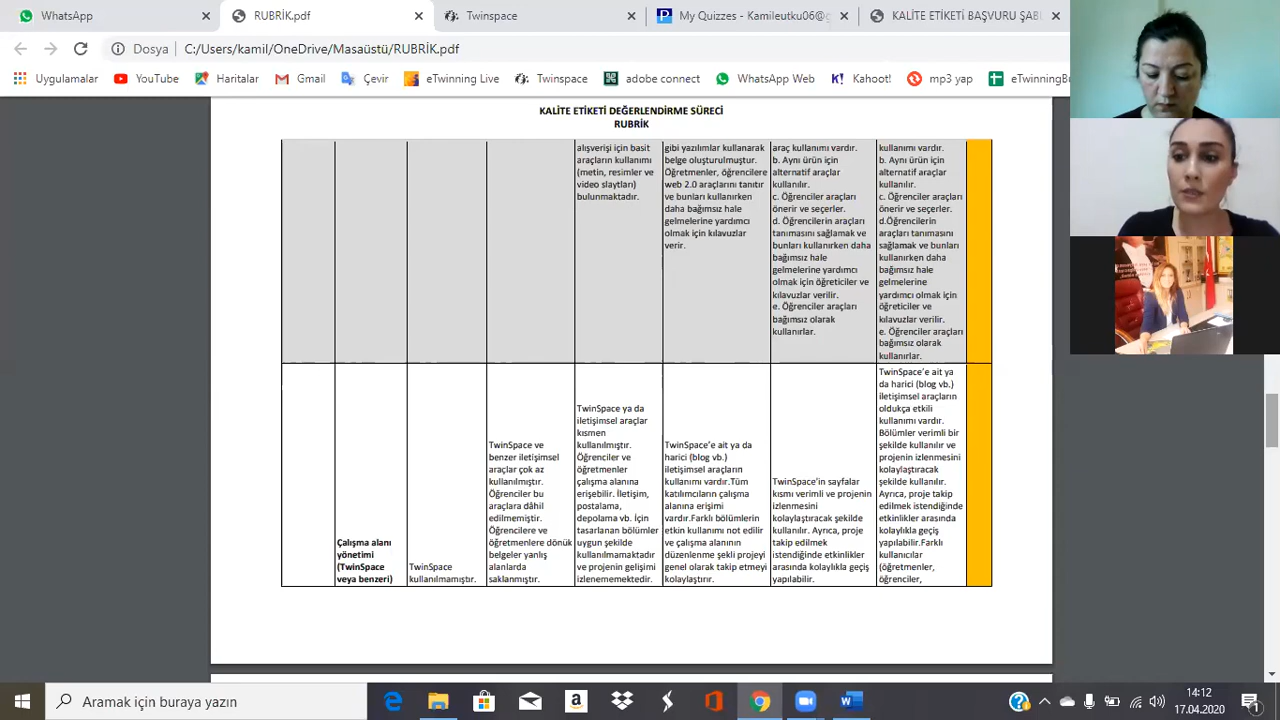 WhatsApp
RUBRİK.pdf
Twinspace
My Quizzes - Kamileutku06@g
KALİTE ETİKETİ BAŞVURU ŞABL
Dosya
C:/Users/kamil/OneDrive/Masaüstü/RUBRİK.pdf
Uygulamalar
YouTube
Haritalar
Gmail
Çevir
eTwinning Live
Twinspace
adobe connect
WhatsApp Web
Kahoot!
mp3 yap
eTwinningBo
KALİTE ETİKETİ DEĞERLENDİRME SÜRECİ
RUBRİK
alışverişi için basit
araçların kullanımı
(metin, resimler ve
video slaytları)
bulunmaktadır.
gibi yazılımlar kullanarak
belge oluşturulmuştur.
Öğretmenler, öğrencilere
web 2.0 araçlarını tanıtır
ve bunları kullanırken
daha bağımsız hale
gelmelerine yardımcı
olmak için kılavuzlar
verir.
araç kullanımı vardır.
b. Aynı ürün için
alternatif araçlar
kullanılır.
c. Öğrenciler araçları
önerir ve seçerler.
d. Öğrencilerin araçları
tanımasını sağlamak ve
bunları kullanırken daha
bağımsız hale
gelmelerine yardımcı
olmak için öğreticiler ve
kılavuzlar verilir.
e. Öğrenciler araçları
bağımsız olarak
kullanırlar.
kullanımı vardır.
b. Aynı ürün için
alternatif araçlar
kullanılır.
c. Öğrenciler araçları
önerir ve seçerler.
d.Öğrencilerin
araçları tanımasını
sağlamak ve bunları
kullanırken daha
bağımsız hale
gelmelerine
yardımcı olmak için
öğreticiler ve
kılavuzlar verilir.
e. Öğrenciler araçları
bağımsız olarak
kullanırlar.
Çalışma alanı
yönetimi
(TwinSpace
veya benzeri)
TwinSpace
kullanılmamıştır.
TwinSpace ve
benzer iletişimsel
araçlar çok az
kullanılmıştır.
Öğrenciler bu
araçlara dâhil
edilmemiştir.
Öğrencilere ve
öğretmenlere dönük
belgeler yanlış
alanlarda
saklanmıştır.
TwinSpace ya da
iletişimsel araçlar
kısmen
kullanılmıştır.
Öğrenciler ve
öğretmenler
çalışma alanına
erişebilir. İletişim,
postalama,
depolama vb. İçin
tasarlanan bölümler
uygun şekilde
kullanılmamaktadır
ve projenin gelişimi
izlenememektedir.
TwinSpace'e ait ya da
harici (blog vb.)
iletişimsel araçların
kullanımı vardır.Tüm
katılımcıların çalışma
alanına erişimi
vardır.Farklı bölümlerin
etkin kullanımı not edilir
ve çalışma alanının
düzenlenme şekli projeyi
genel olarak takip etmeyi
kolaylaştırır.
TwinSpace'in sayfalar
kısmı verimli ve projenin
izlenmesini
kolaylaştıracak şekilde
kullanılır. Ayrıca, proje
takip edilmek
istendiğinde etkinlikler
arasında kolaylıkla geçiş
yapılabilir.
TwinSpace'e ait ya
da harici (blog vb.)
iletişimsel araçların
oldukça etkili
kullanımı vardır.
Bölümler verimli bir
şekilde kullanılır ve
projenin izlenmesini
kolaylaştıracak
şekilde kullanılır.
Ayrıca, proje takip
edilmek istendiğinde
etkinlikler arasında
kolaylıkla geçiş
yapılabilir.Farklı
kullanıcılar
(öğretmenler,
öğrenciler,
Aramak için buraya yazın
14:12
17.04.2020